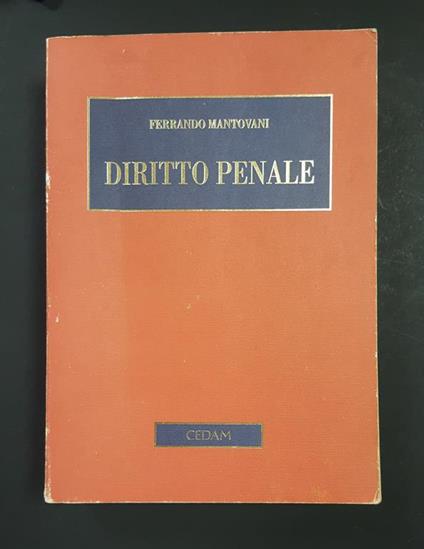 FERRANDO MANTOVANI
DIRITTO PENALE
CEDAM